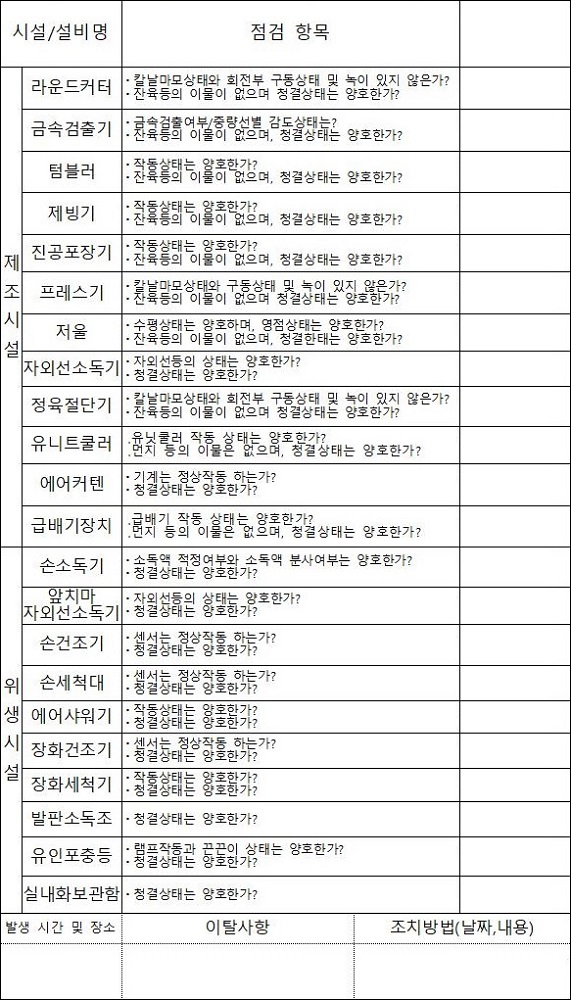 시설/설비명
점검 항목
제조시설
라운드커터
· 칼날마모상태와 회전부 구동상태 및 녹이 있지 않은가?
· 잔육등의 이물이 없으며 청결상태는 양호한가?
금속검출기
· 금속검출여부/중량선별 감도상태는?
· 잔육등의 이물이 없으며, 청결상태는 양호한가?
텀블러
· 작동상태는 양호한가?
· 잔육등의 이물이 없으며, 청결상태는 양호한가?
제빙기
· 작동상태는 양호한가?
· 잔육등의 이물이 없으며, 청결상태는 양호한가?
진공포장기
· 작동상태는 양호한가?
· 잔육등의 이물이 없으며, 청결상태는 양호한가?
프레스기
· 칼날마모상태와 구동상태 및 녹이 있지 않은가?
· 잔육등의 이물이 없으며 청결상태는 양호한가?
저울
· 수평상태는 양호하며, 영점상태는 양호한가?
· 잔육등의 이물이 없으며, 청결한태는 양호한가?
자외선소독기
· 자외선등의 상태는 양호한가?
· 청결상태는 양호한가?
정육절단기
· 칼날마모상태와 회전부 구동상태 및 녹이 있지 않은가?
· 잔육등의 이물이 없으며 청결상태는 양호한가?
유니트쿨러
.유닛쿨러 작동 상태는 양호한가?
.먼지 등의 이물은 없으며, 청결상태는 양호한가?
에어커텐
· 기계는 정상작동 하는가?
· 청결상태는 양호한가?
급배기장치
.급배기 작동 상태는 양호한가?
.먼지 등의 이물은 없으며, 청결상태는 양호한가?
위생시설
손소독기
· 소독액 적정여부와 소독액 분사여부는 양호한가?
· 청결상태는 양호한가?
앞치마
자외선소독기
· 자외선등의 상태는 양호한가?
· 청결상태는 양호한가?
손건조기
· 센서는 정상작동 하는가?
· 청결상태는 양호한가?
손세척대
· 센서는 정상작동 하는가?
· 청결상태는 양호한가?
에어샤워기
· 작동상태는 양호한가?
· 청결상태는 양호한가?
장화건조기
· 센서는 정상작동 하는가?
· 청결상태는 양호한가?
장화세척기
· 작동상태는 양호한가?
· 청결상태는 양호한가?
발판소독조
· 청결상태는 양호한가?
유인포충등
· 램프작동과 끈끈이 상태는 양호한가?
· 청결상태는 양호한가?
실내화보관함
· 청결상태는 양호한가?
발생 시간 및 장소
이탈사항
조치방법(날짜,내용)